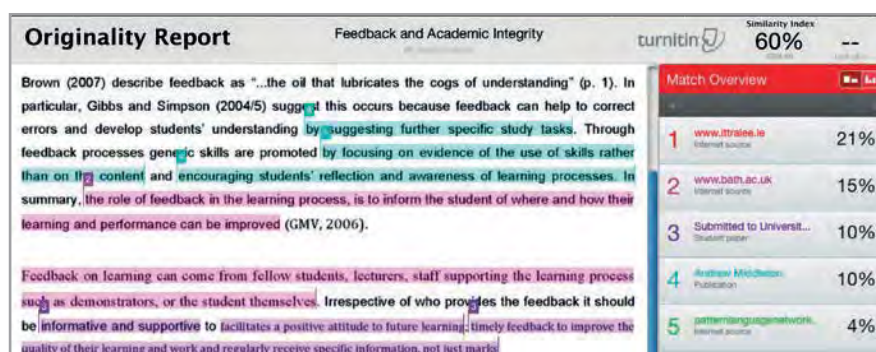 Originality Report
Feedback and Academic Integrity
turnitin
Similarity Index
60%
--
Brown (2007) describe feedback as “...the oil that lubricates the cogs of understanding” (p. 1). In
particular, Gibbs and Simpson (2004/5) suggest this occurs because feedback can help to correct
errors and develop students’ understanding by suggesting further specific study tasks. Through
feedback processes generic skills are promoted by focusing on evidence of the use of skills rather
than on the content and encouraging students’ reflection and awareness of learning processes. In
summary, the role of feedback in the learning process, is to inform the student of where and how their
learning and performance can be improved (GMV, 2006).
Feedback on learning can come from fellow students, lecturers, staff supporting the learning process
such as demonstrators, or the student themselves. Irrespective of who provides the feedback it should
be informative and supportive to facilitates a positive attitude to future learning; timely feedback to improve the
quality of their learning and work and regularly receive specific information, not just marks
Match Overview
1 www.ittralee.ie 21%
Internet source
2 www.bath.ac.uk 15%
Internet source
3 Submitted to Universit... 10%
Student paper
4 Andrew Middleton. 10%
Publication
5 patternlanguagenetwork. 4%
Internet source